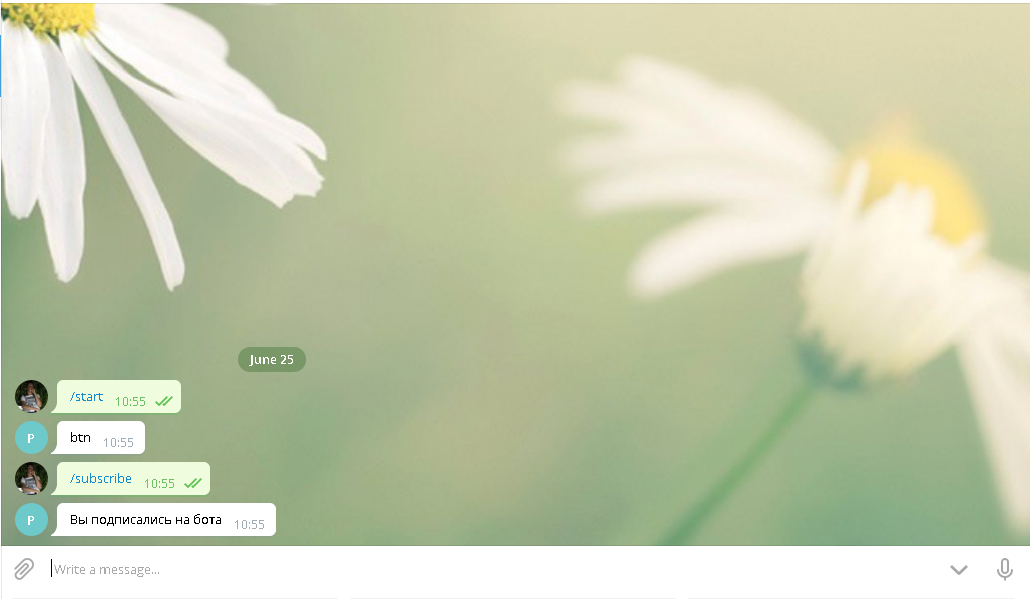 June 25
/start 10:55
P btn 10:55
/subscribe 10:55
P Вы подписались на бота 10:55
Write a message...